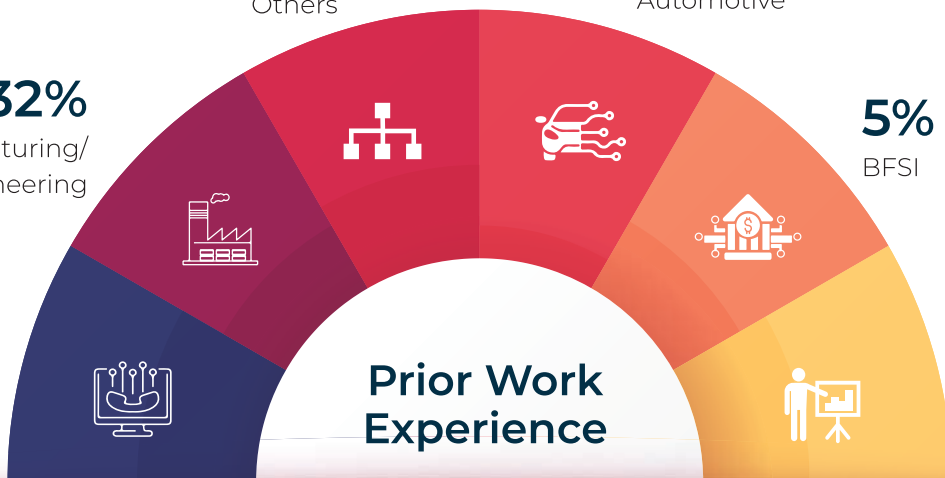 Others
Automotive
32%
turing/
neering
5%
BFSI
Prior Work
Experience